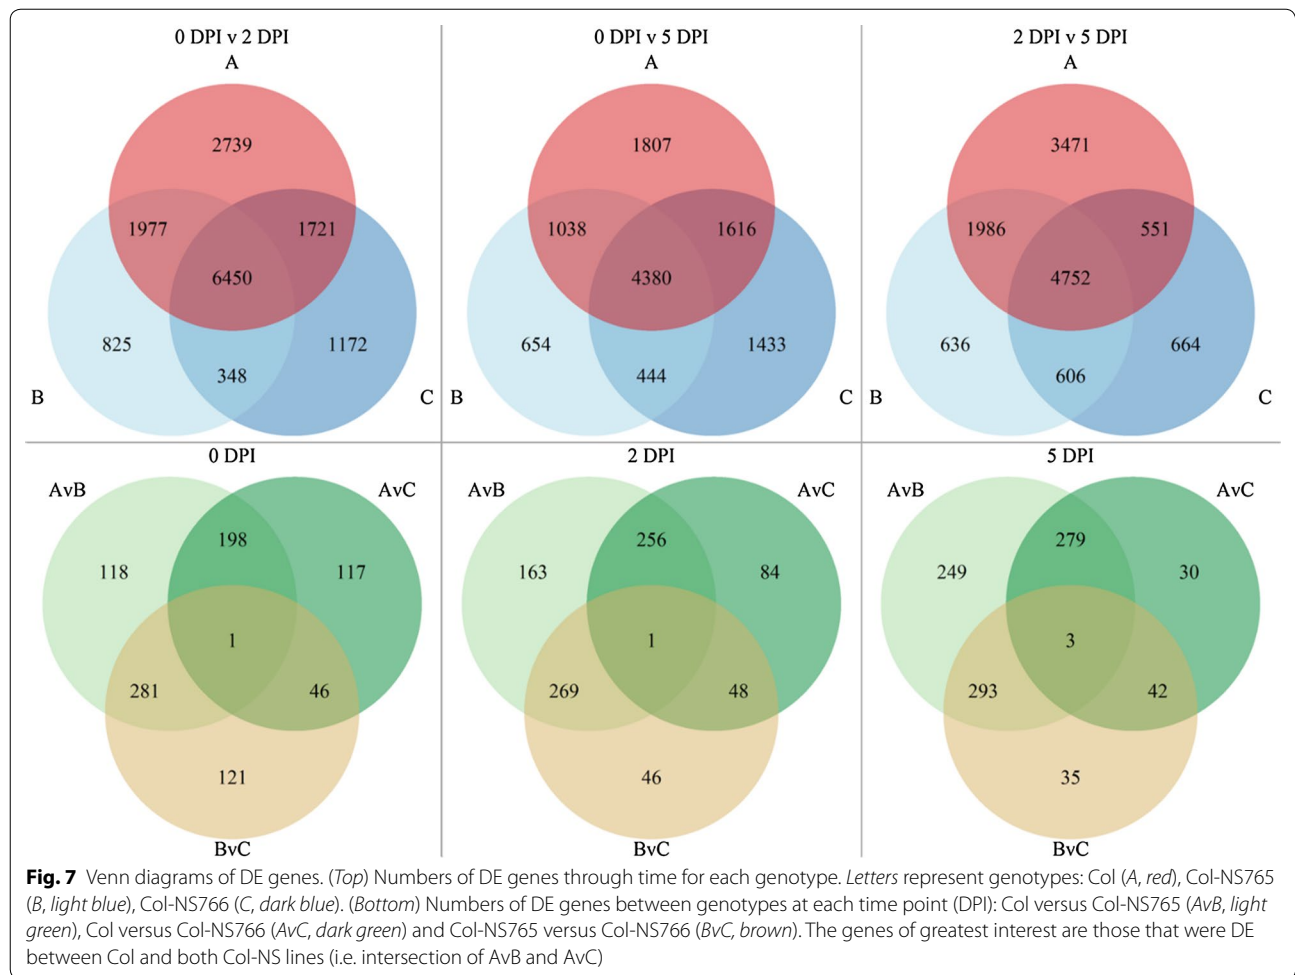 0 DPI v 2 DPI
A
2739
1977
1721
6450
825
1172
348
B
C
0 DPI v 5 DPI
A
1807
1038
1616
4380
654
1433
444
B
C
2 DPI v 5 DPI
A
3471
1986
551
4752
636
664
606
B
C
0 DPI
AvB
AvC
198
118
117
1
281
46
121
BvC
2 DPI
AvB
AvC
256
163
84
1
269
48
46
BvC
5 DPI
AvB
AvC
279
249
30
3
293
42
35
BvC
Fig. 7 Venn diagrams of DE genes. (Top) Numbers of DE genes through time for each genotype. Letters represent genotypes: Col (A, red), Col-NS765
(B, light blue), Col-NS766 (C, dark blue). (Bottom) Numbers of DE genes between genotypes at each time point (DPI): Col versus Col-NS765 (AvB, light
green), Col versus Col-NS766 (AvC, dark green) and Col-NS765 versus Col-NS766 (BvC, brown). The genes of greatest interest are those that were DE
between Col and both Col-NS lines (i.e. intersection of AvB and AvC)